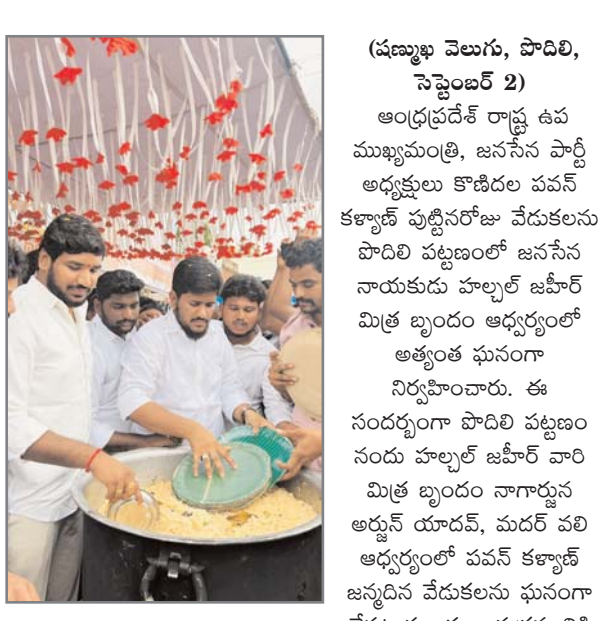 (షణ్ముఖ వెలుగు, పొదిలి,
సెప్టెంబర్ 2)
ఆంధ్రప్రదేశ్ రాష్ట్ర ఉప
ముఖ్యమంత్రి, జనసేన పార్టీ
అధ్యక్షులు కొణిదల పవన్
కళ్యాణ్ పుట్టినరోజు వేడుకలను
పొదిలి పట్టణంలో జనసేన
నాయకుడు హల్చల్ జహీర్
మిత్ర బృందం ఆధ్వర్యంలో
అత్యంత ఘనంగా
నిర్వహించారు. ఈ
సందర్భంగా పొదిలి పట్టణం
నందు హల్చల్ జహీర్ వారి
మిత్ర బృందం నాగార్జున
అర్జున్ యాదవ్, మదర్ వలి
ఆధ్వర్యంలో పవన్ కళ్యాణ్
జన్మదిన వేడుకలను ఘనంగా